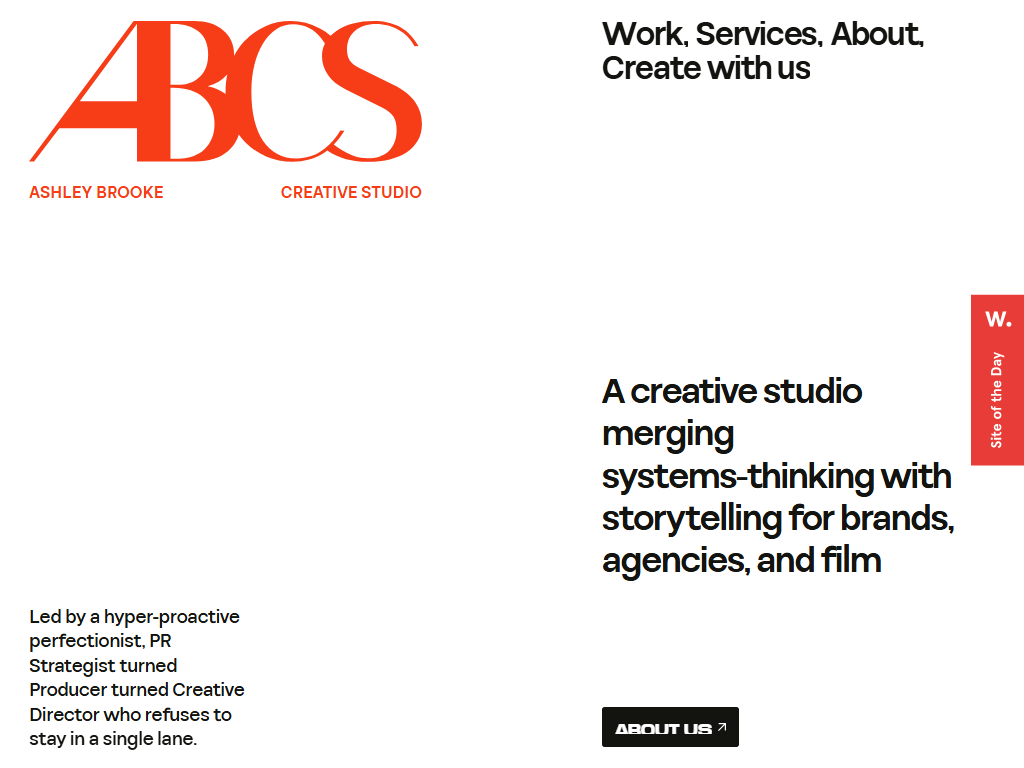 ABCS
ASHLEY BROOKE
CREATIVE STUDIO
Work, Services, About,
Create with us
A creative studio
merging
systems-thinking with
storytelling for brands,
agencies, and film
W.
Site of the Day
Led by a hyper-proactive
perfectionist, PR
Strategist turned
Producer turned Creative
Director who refuses to
stay in a single lane.
ABOUT US